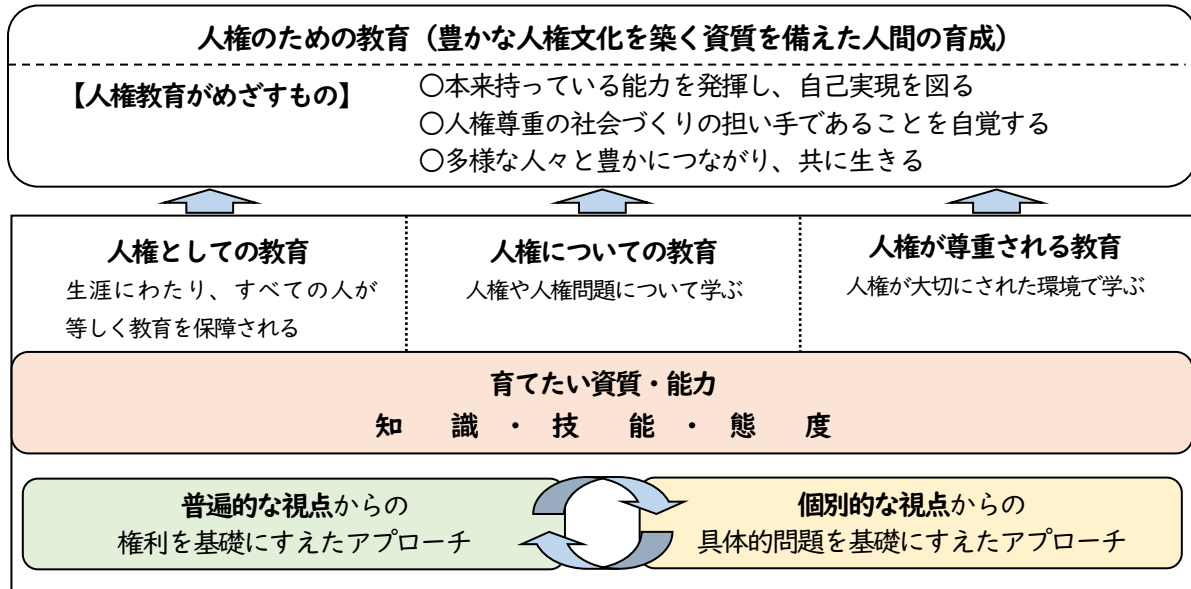 人権のための教育（豊かな人権文化を築く資質を備えた人間の育成）
【人権教育がめざすもの】
〇本来持っている能力を発揮し、自己実現を図る
〇人権尊重の社会づくりの担い手であることを自覚する
〇多様な人々と豊かにつながり、共に生きる
人権としての教育
生涯にわたり、すべての人が
等しく教育を保障される
人権についての教育
人権や人権問題について学ぶ
人権が尊重される教育
人権が大切にされた環境で学ぶ
育てたい資質・能力
知　識・技　能・態　度
普遍的な視点からの
権利を基礎にすえたアプローチ
個別的な視点からの
具体的問題を基礎にすえたアプローチ